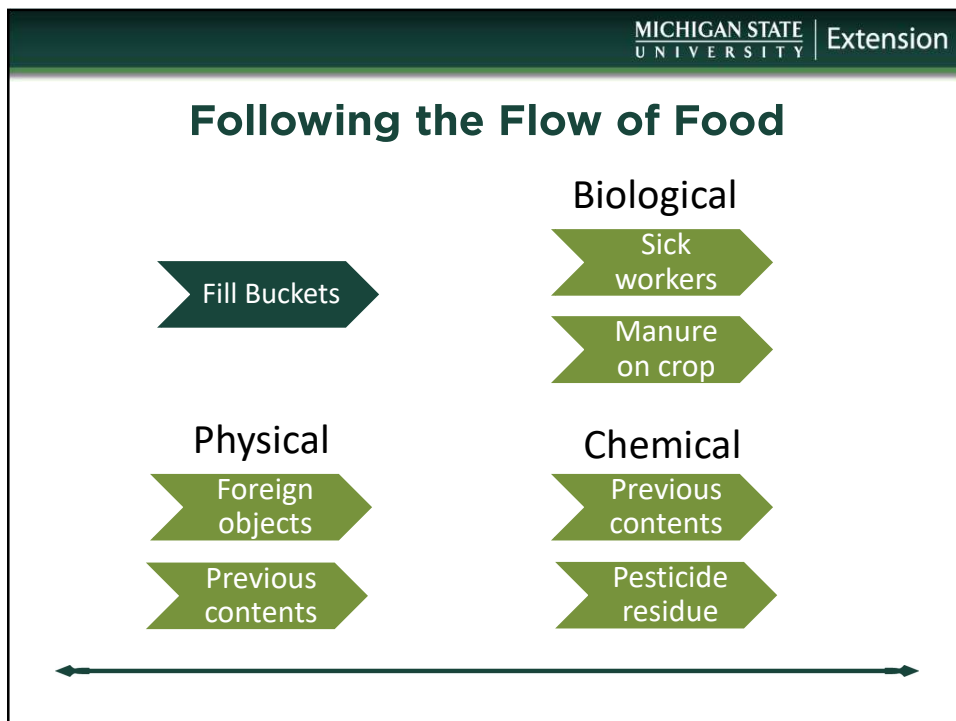 MICHIGAN STATE
UNIVERSITY
Extension
Following the Flow of Food
Fill Buckets
Biological
Sick
workers
Manure
on crop
Physical
Foreign
objects
Previous
contents
Chemical
Previous
contents
Pesticide
residue